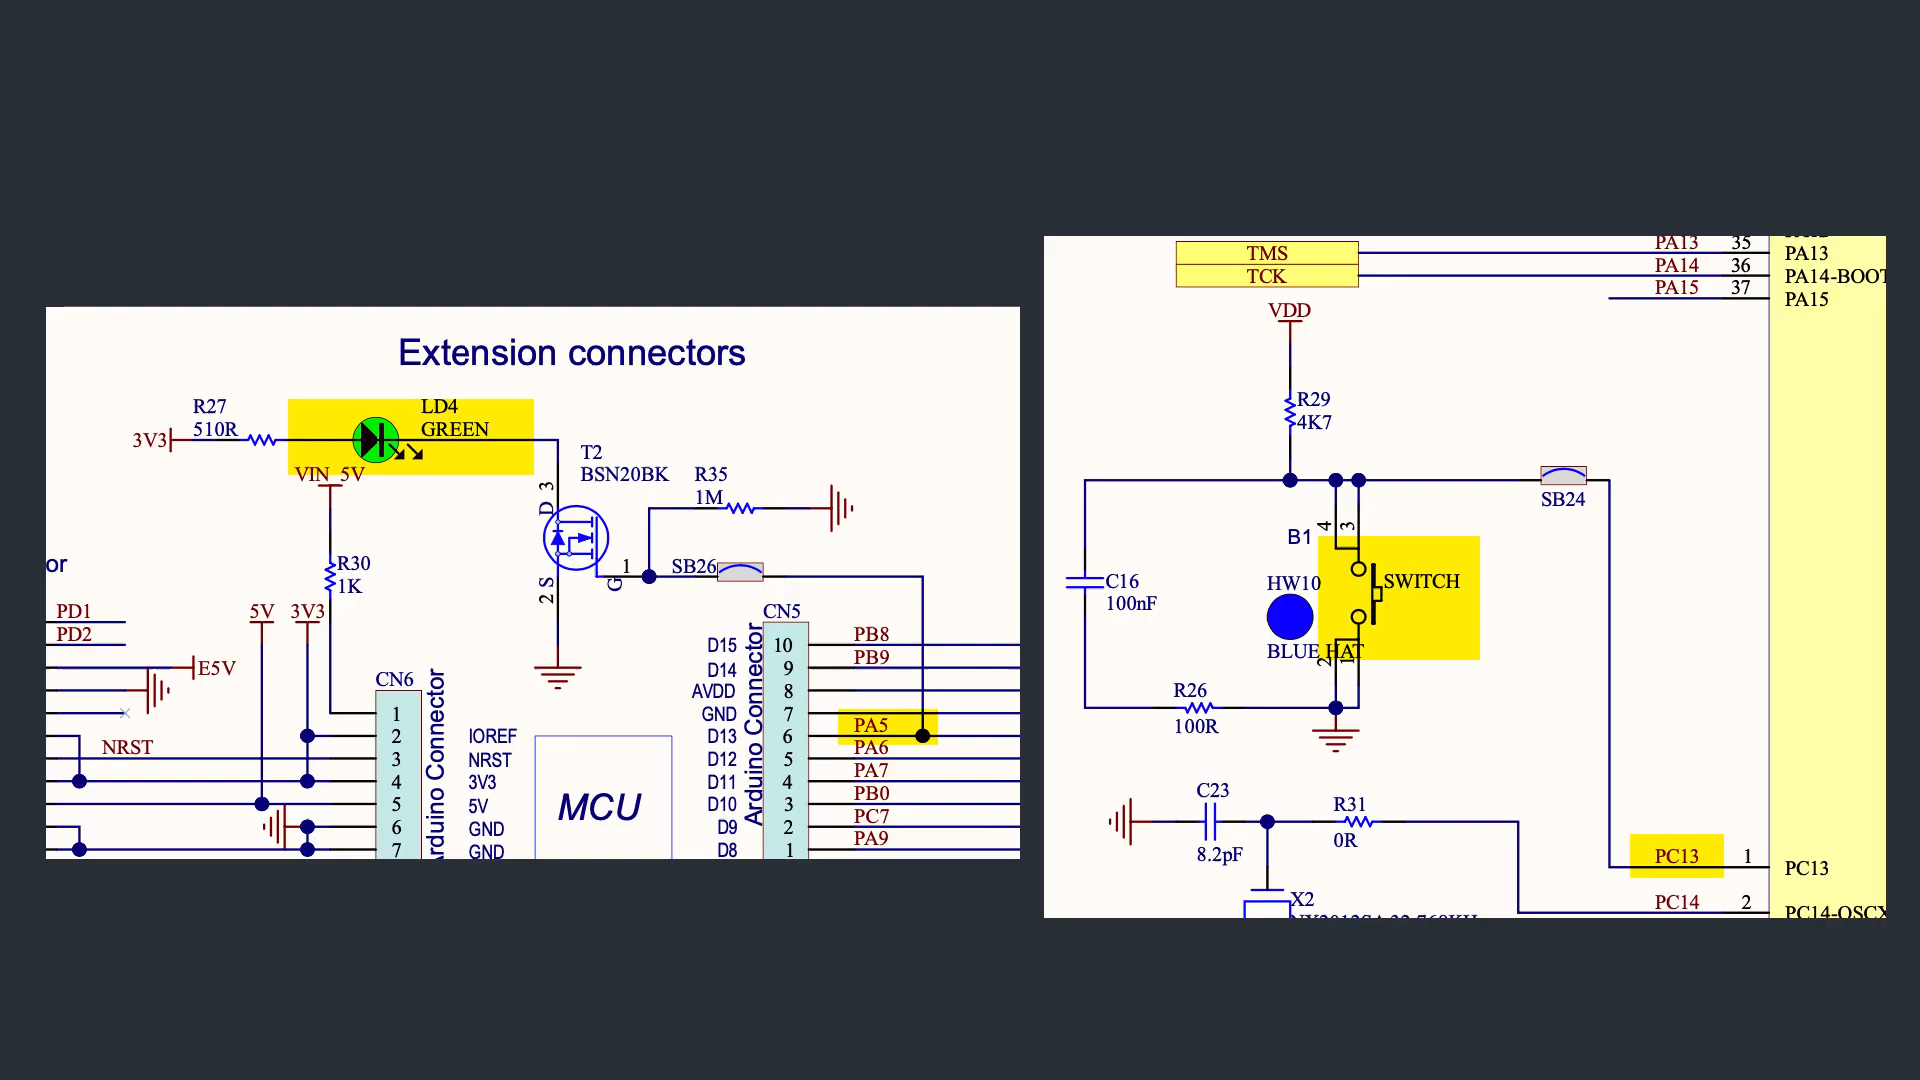 Extension connectors
R27
510R
3V3
LD4
GREEN
VIN_5V
T2
BSN20BK
R35
1M
3
D
1
G
2
S
SB26
R30
1K
or
PD1
PD2
5V
3V3
E5V
NRST
CN6
1
2
3
4
5
6
7
Arduino Connector
IOREF
NRST
3V3
5V
GND
GND
MCU
CN5
D15
D14
AVDD
GND
D13
D12
D11
D10
D9
D8
Arduino Connector
10
9
8
7
6
5
4
3
2
1
PB8
PB9
PA5
PA6
PA7
PB0
PC7
PA9
TMS
TCK
PA13 35 PA13
PA14 36 PA14-BOOT
PA15 37 PA15
VDD
R29
4K7
SB24
4
3
B1
SWITCH
HW10
BLUE HAT
2
1
C16
100nF
R26
100R
C23
8.2pF
R31
0R
X2
PC13 1 PC13
PC14 2 PC14-OSCX